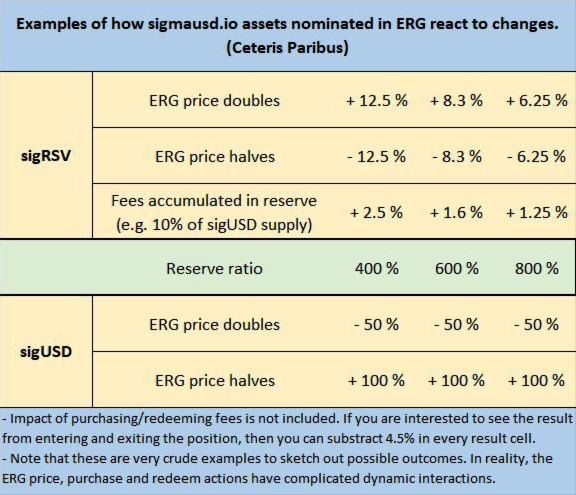 Examples of how sigmausd.io assets nominated in ERG react to changes.
(Ceteris Paribus)
sigRSV
ERG price doubles + 12.5 % + 8.3 % + 6.25 %
ERG price halves - 12.5 % - 8.3 % - 6.25 %
Fees accumulated in reserve
(e.g. 10% of sigUSD supply) + 2.5 % + 1.6 % + 1.25 %
Reserve ratio 400 % 600 % 800 %
sigUSD
ERG price doubles - 50 % - 50 % - 50 %
ERG price halves + 100 % + 100 % + 100 %
- Impact of purchasing/redeeming fees is not included. If you are interested to see the result
from entering and exiting the position, then you can substract 4.5% in every result cell.
- Note that these are very crude examples to sketch out possible outcomes. In reality, the
ERG price, purchase and redeem actions have complicated dynamic interactions.